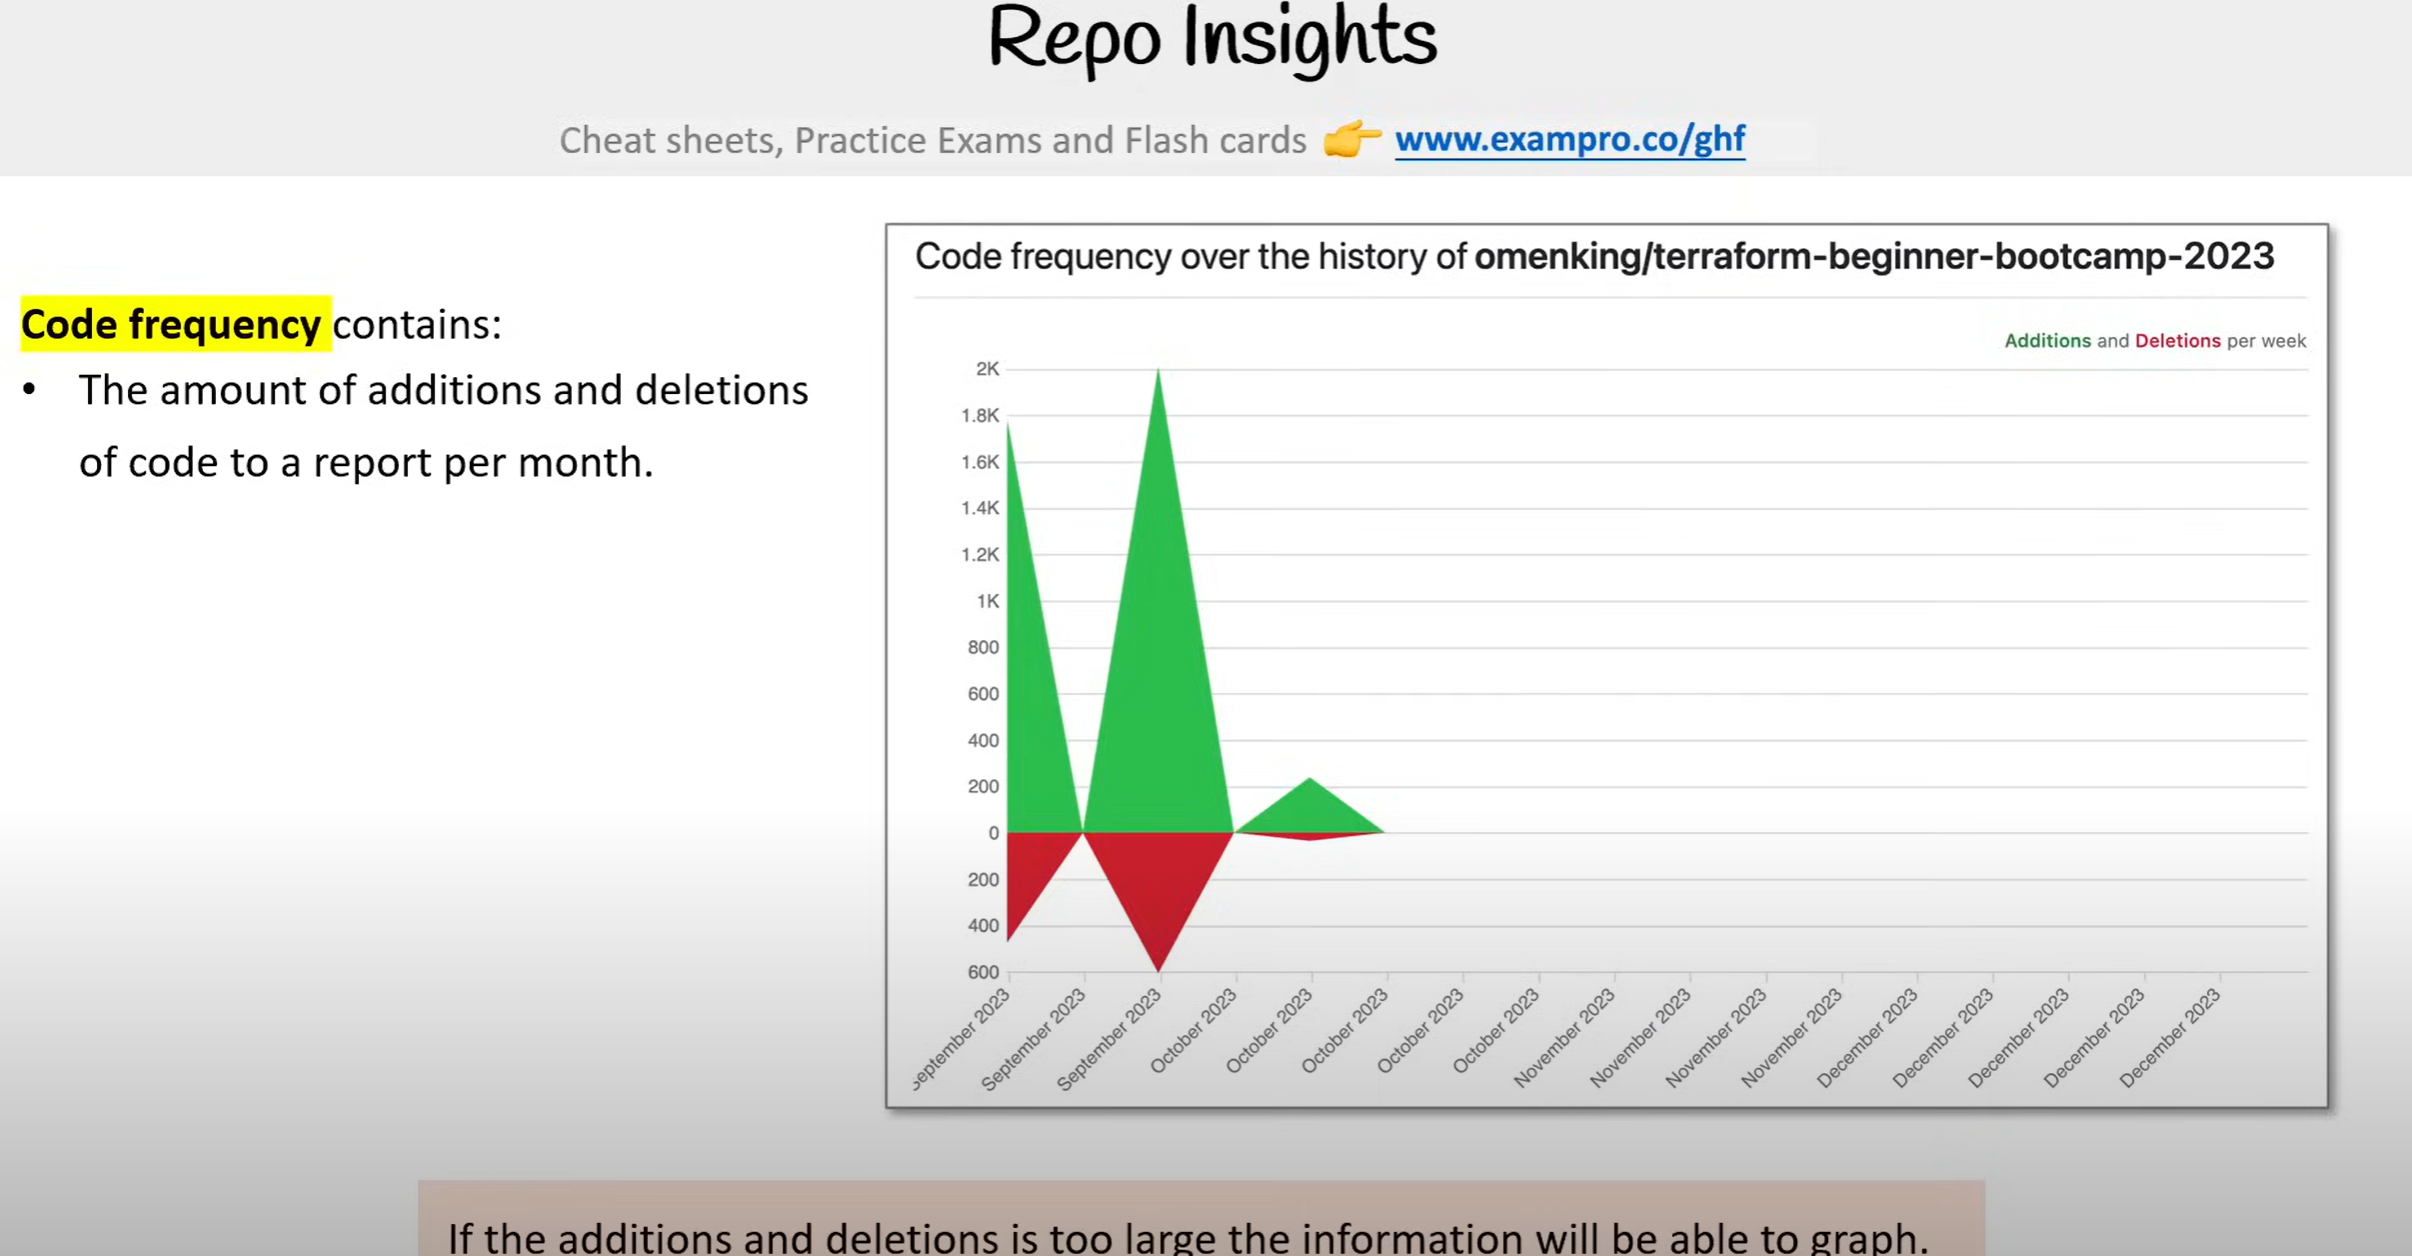 Repo Insights
Cheat sheets, Practice Exams and Flash cards 👉 www.exampro.co/ghf
Code frequency contains:
• The amount of additions and deletions
of code to a report per month.
Code frequency over the history of omenking/terraform-beginner-bootcamp-2023
Additions and Deletions per week
2K
1.8K
1.6K
1.4K
1.2K
1K
800
600
400
200
0
200
400
600
September 2023
September 2023
September 2023
October 2023
October 2023
October 2023
October 2023
October 2023
November 2023
November 2023
November 2023
November 2023
December 2023
December 2023
December 2023
December 2023
December 2023
If the additions and deletions is too large the information will be able to graph.